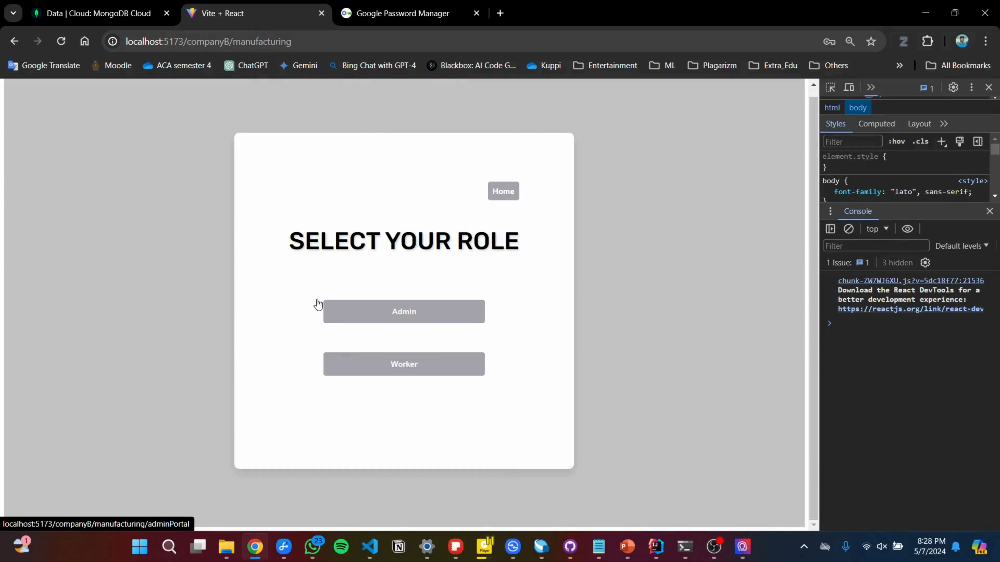 Data | Cloud: MongoDB Cloud
Vite + React
Google Password Manager
localhost:5173/companyB/manufacturing
Google Translate
Moodle
ACA semester 4
ChatGPT
Gemini
Bing Chat with GPT-4
Blackbox: AI Code G...
Kuppi
Entertainment
ML
Plagarizm
Extra_Edu
Others
All Bookmarks
Home
SELECT YOUR ROLE
Admin
Worker
1
html body
Styles Computed Layout
Filter :hov .cls
element.style {
}
body { <style>
font-family: "lato", sans-serif;
}
Console
top
Filter Default levels
1 Issue: 1 3 hidden
chunk-ZW7WJ6XU.js?v=5dc18f77:21536
Download the React DevTools for a
better development experience:
https://reactjs.org/link/react-dev
localhost:5173/companyB/manufacturing/adminPortal
1
23
Player
IJ
8:28 PM
5/7/2024
PRE